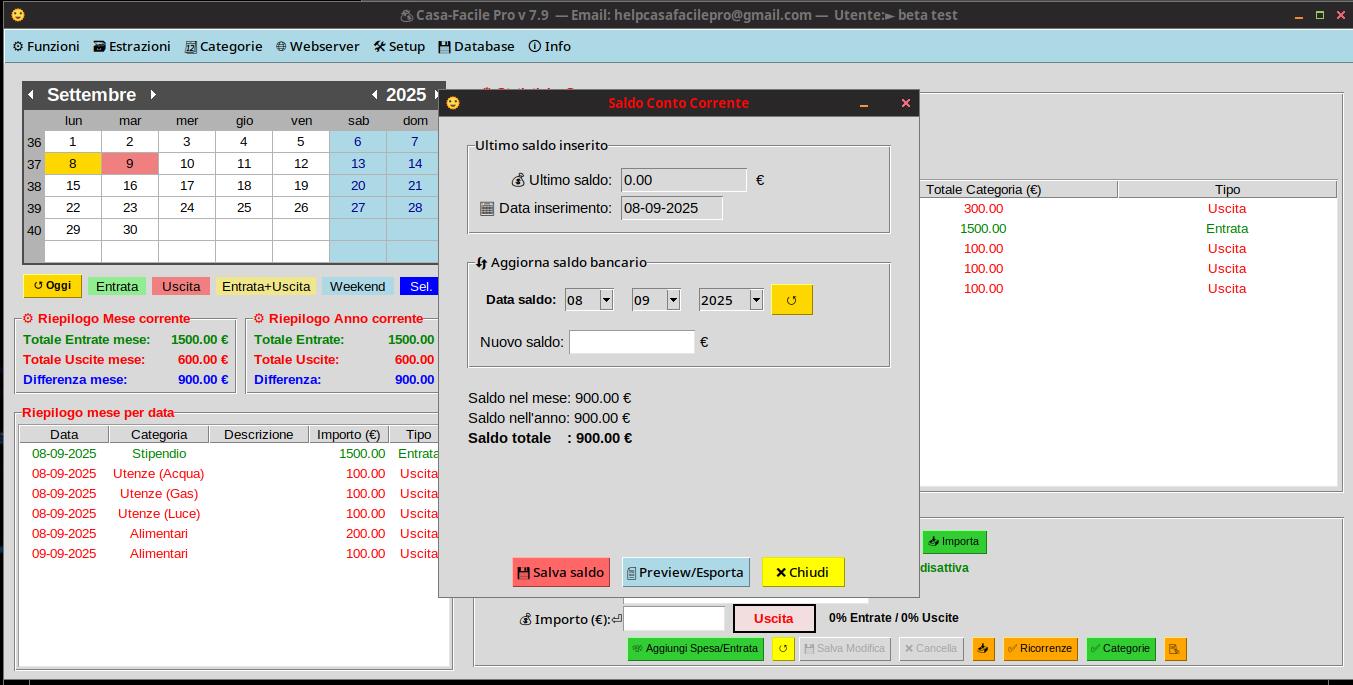 Casa-Facile Pro v 7.9 — Email: helpcasafacilepro@gmail.com — Utente:► beta test
Funzioni Estrazioni Categorie Webserver Setup Database Info
Settembre 2025
lun mar mer gio ven sab dom
36 1 2 3 4 5 6 7
37 8 9 10 11 12 13 14
38 15 16 17 18 19 20 21
39 22 23 24 25 26 27 28
40 29 30
Oggi Entrata Uscita Entrata+Uscita Weekend Sel.
Riepilogo Mese corrente
Totale Entrate mese: 1500.00 €
Totale Uscite mese: 600.00 €
Differenza mese: 900.00 €
Riepilogo Anno corrente
Totale Entrate: 1500.00
Totale Uscite: 600.00
Differenza: 900.00
Riepilogo mese per data
Data Categoria Descrizione Importo (€) Tipo
08-09-2025 Stipendio 1500.00 Entrata
08-09-2025 Utenze (Acqua) 100.00 Uscita
08-09-2025 Utenze (Gas) 100.00 Uscita
08-09-2025 Utenze (Luce) 100.00 Uscita
08-09-2025 Alimentari 200.00 Uscita
09-09-2025 Alimentari 100.00 Uscita
Saldo Conto Corrente
Ultimo saldo inserito
Ultimo saldo: 0.00 €
Data inserimento: 08-09-2025
Aggiorna saldo bancario
Data saldo: 08 09 2025
Nuovo saldo: €
Saldo nel mese: 900.00 €
Saldo nell'anno: 900.00 €
Saldo totale : 900.00 €
Salva saldo Preview/Esporta Chiudi
Totale Categoria (€) Tipo
300.00 Uscita
1500.00 Entrata
100.00 Uscita
100.00 Uscita
100.00 Uscita
Importa
disattiva
Importo (€): Uscita 0% Entrate / 0% Uscite
Aggiungi Spesa/Entrata Salva Modifica Cancella Ricorrenze Categorie